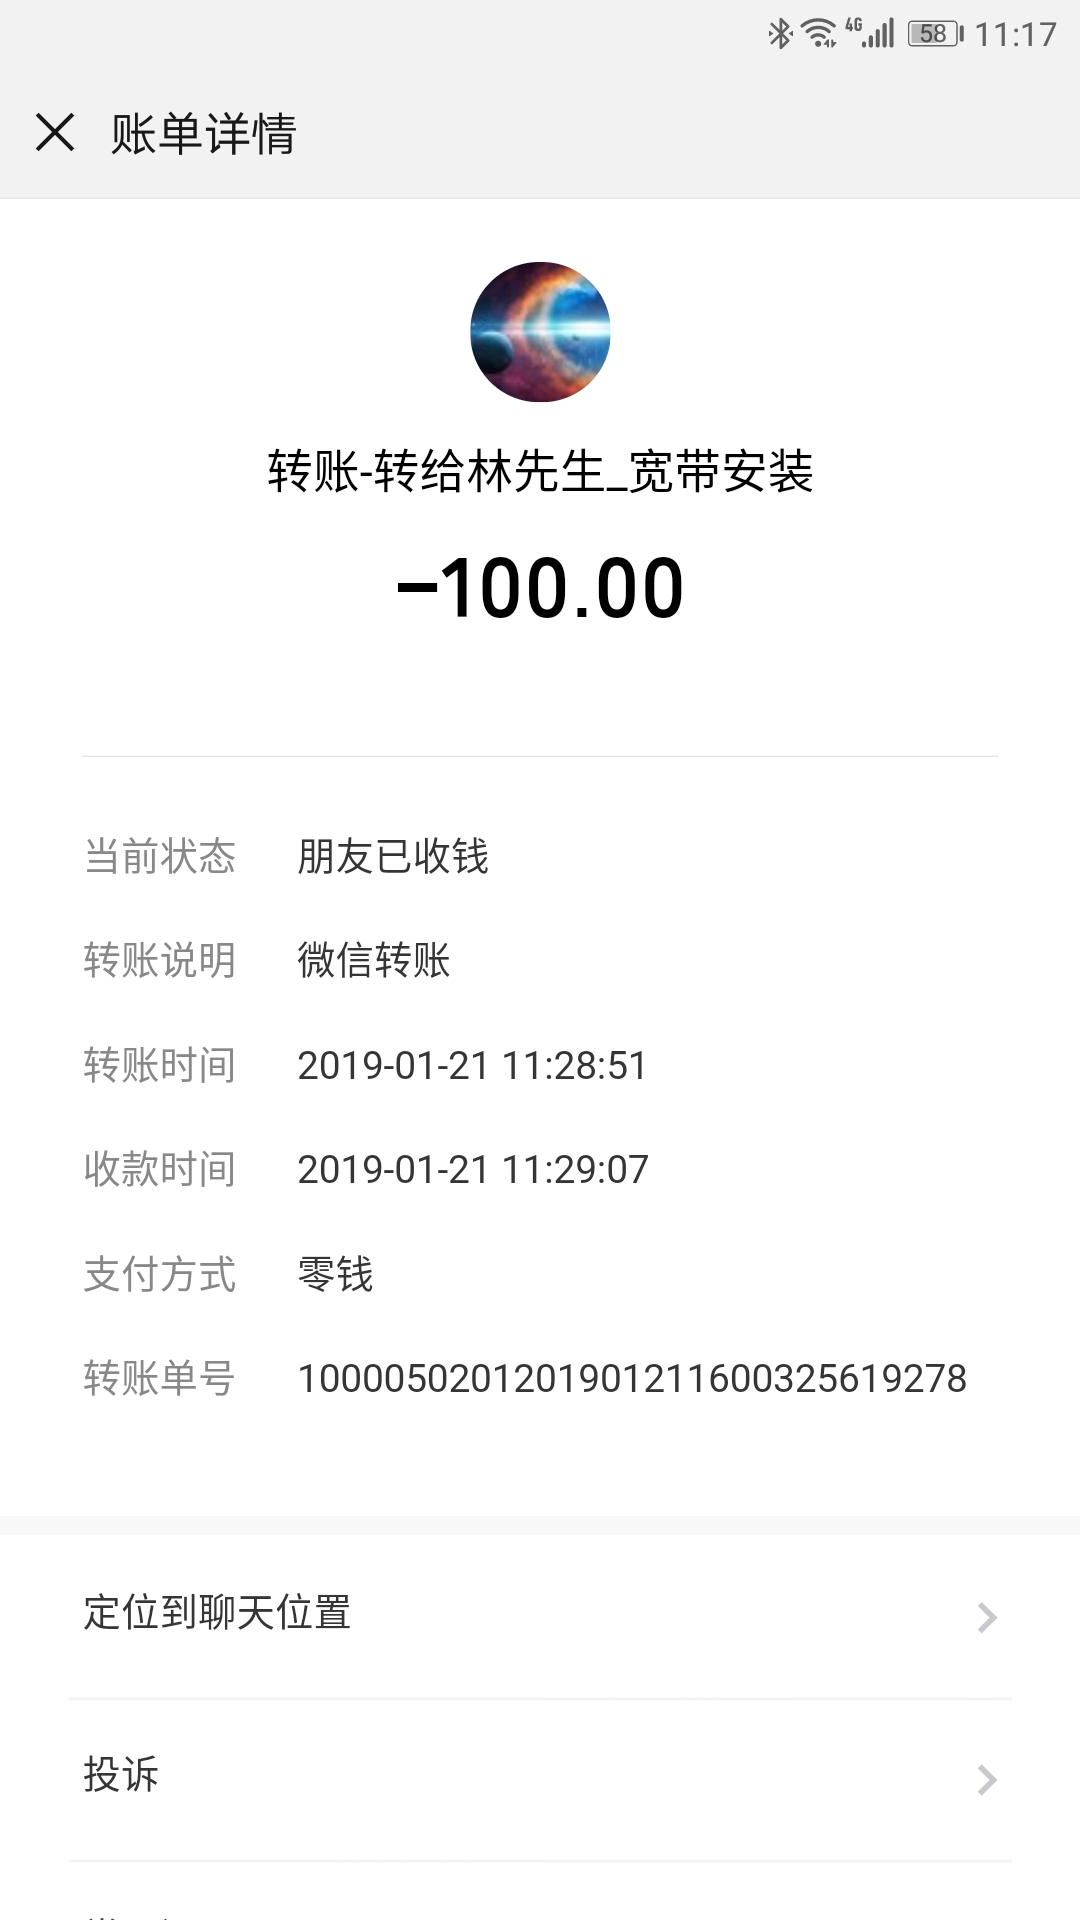 4G 58 11:17
账单详情
转账-转给林先生_宽带安装
-100.00
当前状态 朋友已收钱
转账说明 微信转账
转账时间 2019-01-21 11:28:51
收款时间 2019-01-21 11:29:07
支付方式 零钱
转账单号 1000050201201901211600325619278
定位到聊天位置
投诉